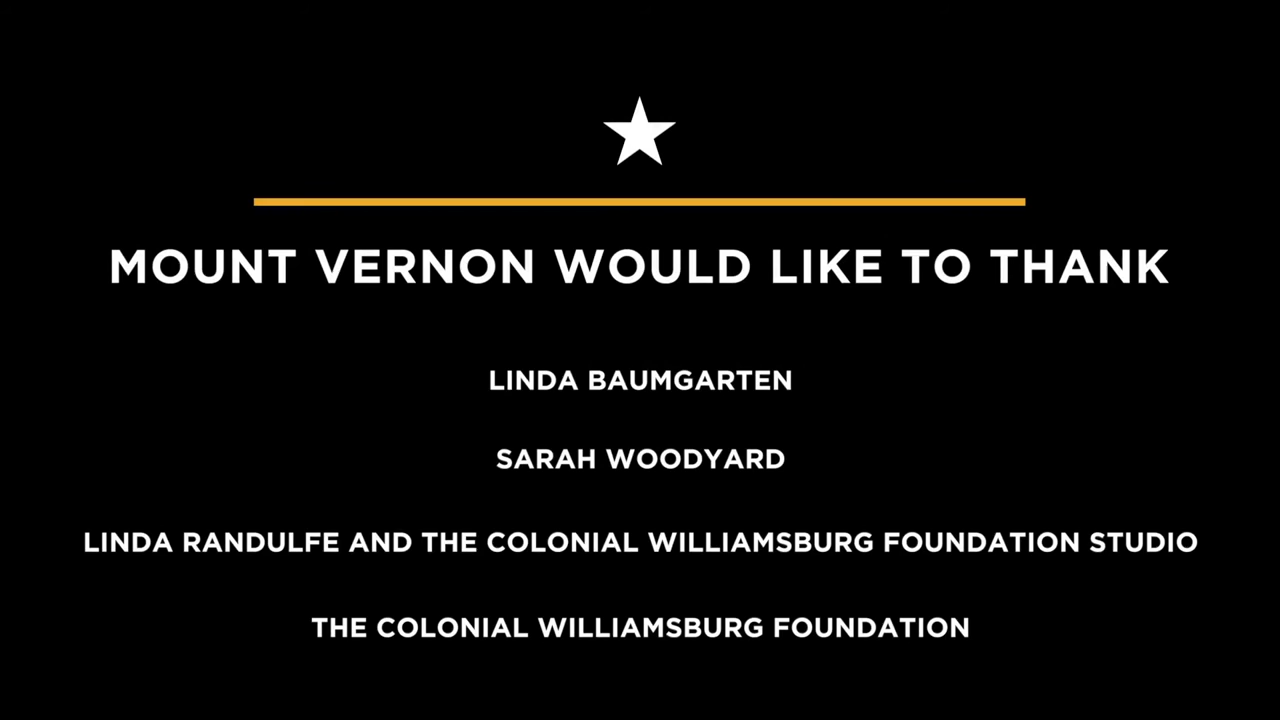 MOUNT VERNON WOULD LIKE TO THANK
LINDA BAUMGARTEN
SARAH WOODYARD
LINDA RANDULFE AND THE COLONIAL WILLIAMSBURG FOUNDATION STUDIO
THE COLONIAL WILLIAMSBURG FOUNDATION